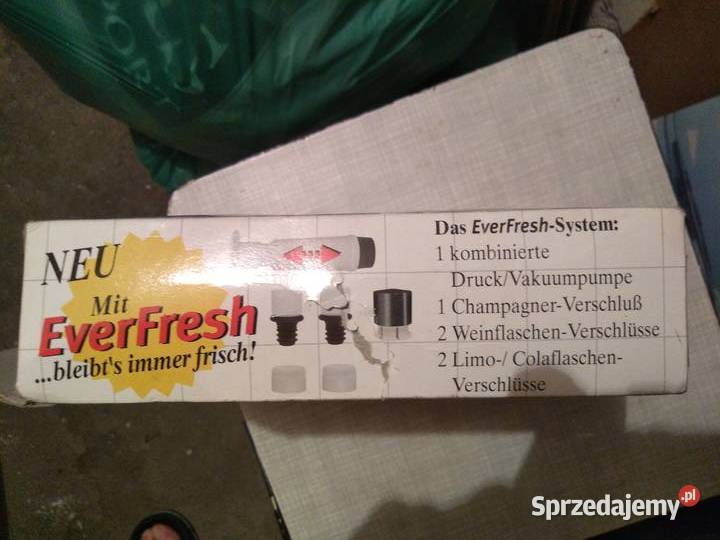 NEU
Mit
EverFresh
...bleibt's immer frisch!
Das EverFresh-System:
1 kombinierte
Druck/Vakuumpumpe
1 Champagner-Verschluß
2 Weinflaschen-Verschlüsse
2 Limo-/ Colaflaschen-
Verschlüsse
Sprzedajemy.pl